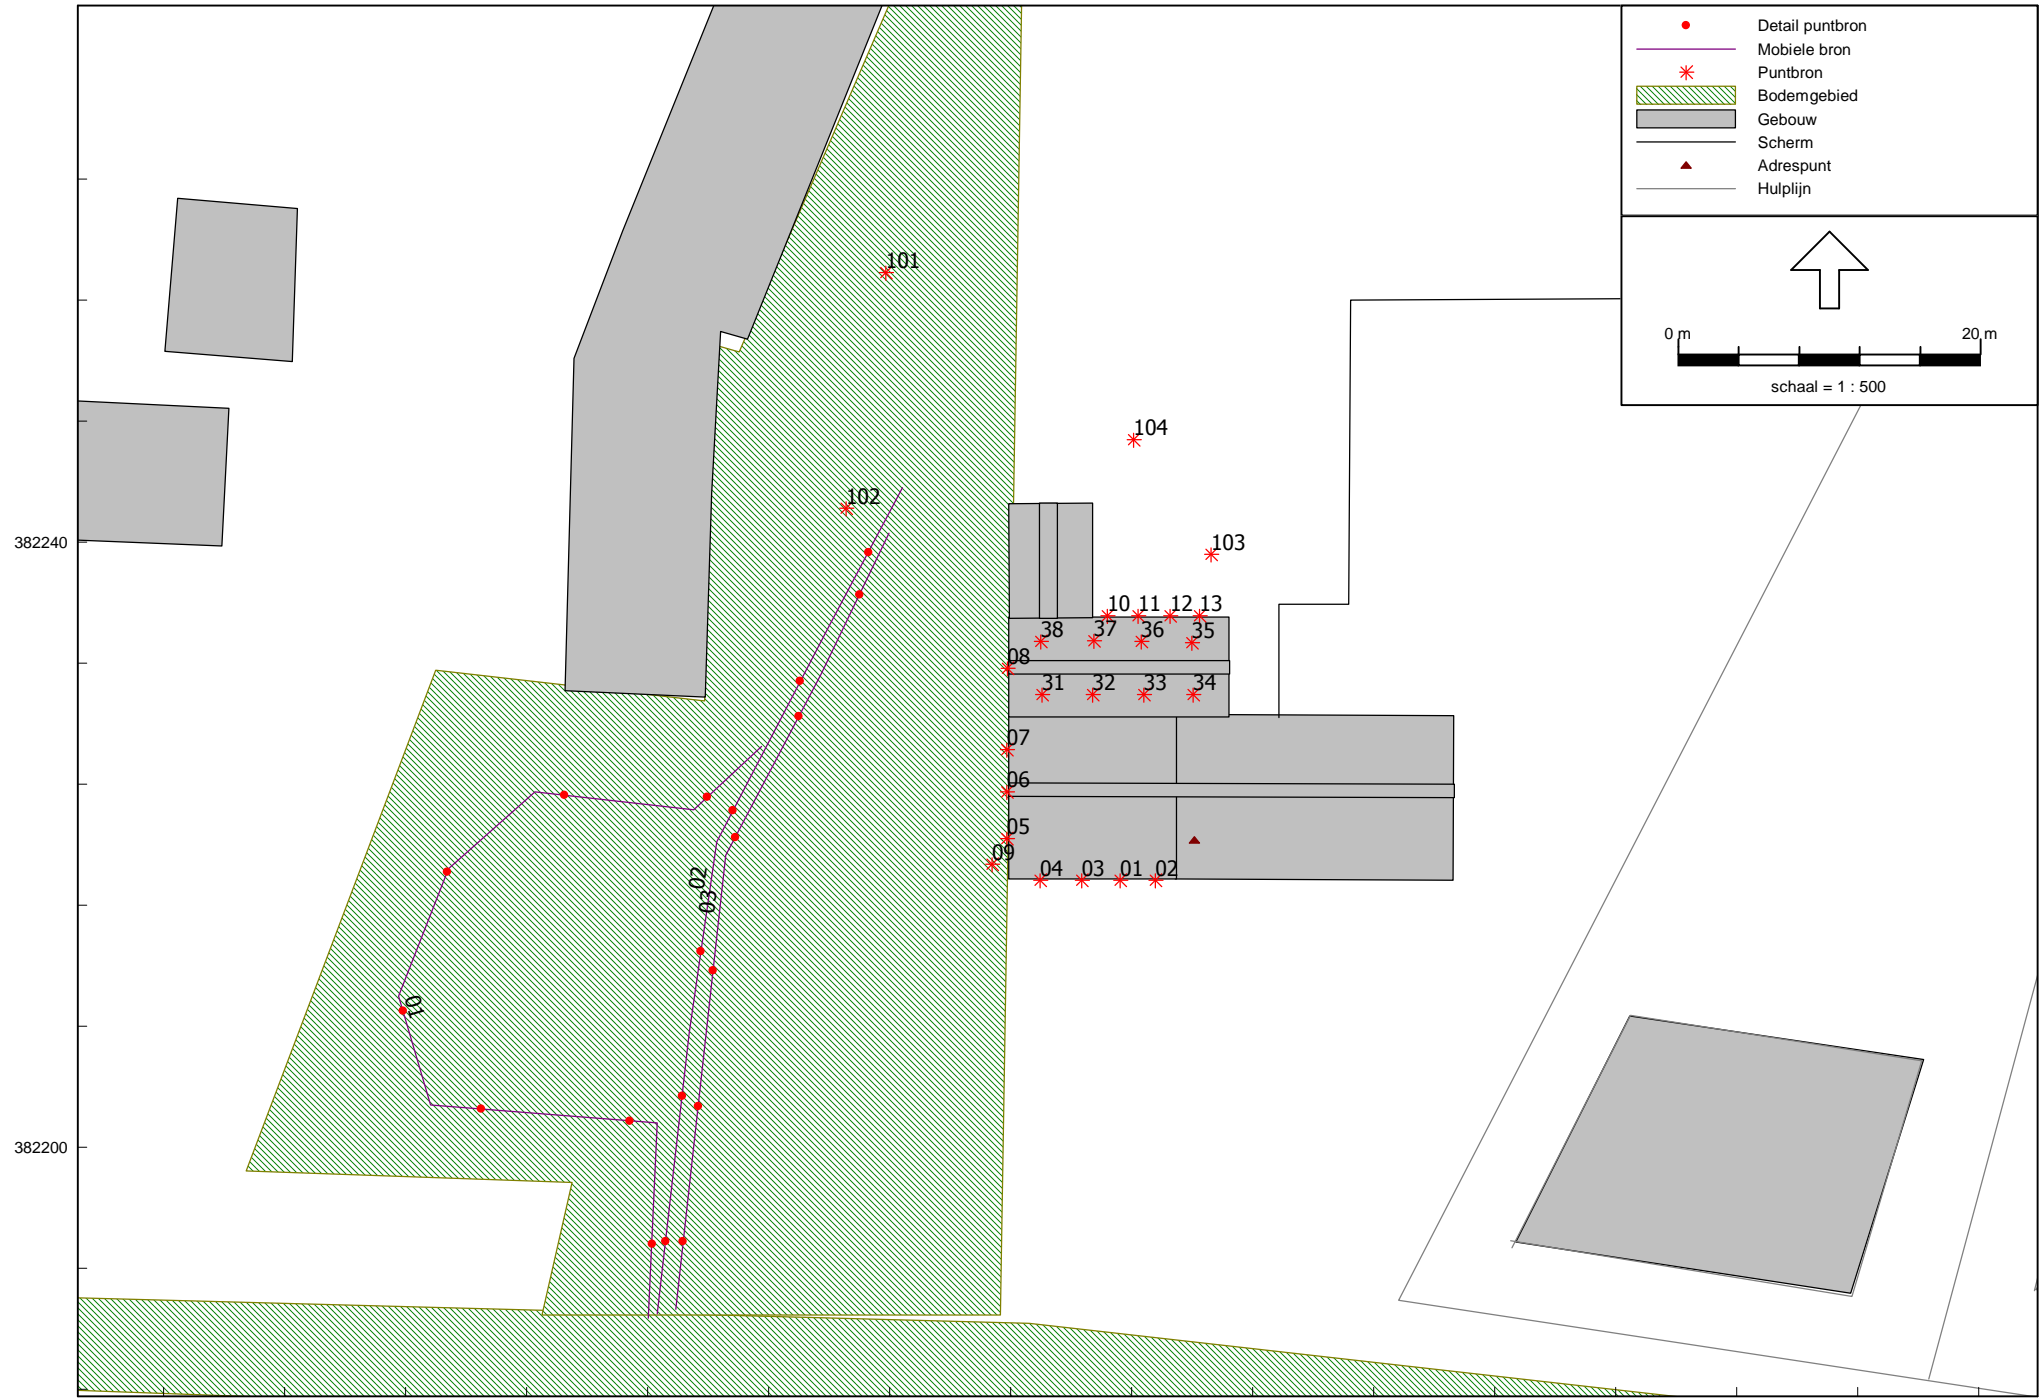 Detail puntbron
Mobiele bron
Puntbron
Bodemgebied
Gebouw
Scherm
Adrespunt
Hulplijn
0 m 20 m
schaal = 1 : 500
101
104
102
103
382240
10 11 12 13
38 37 36 35
08
31 32 33 34
07
06
05
09
04 03 01 02
02
03
01
382200